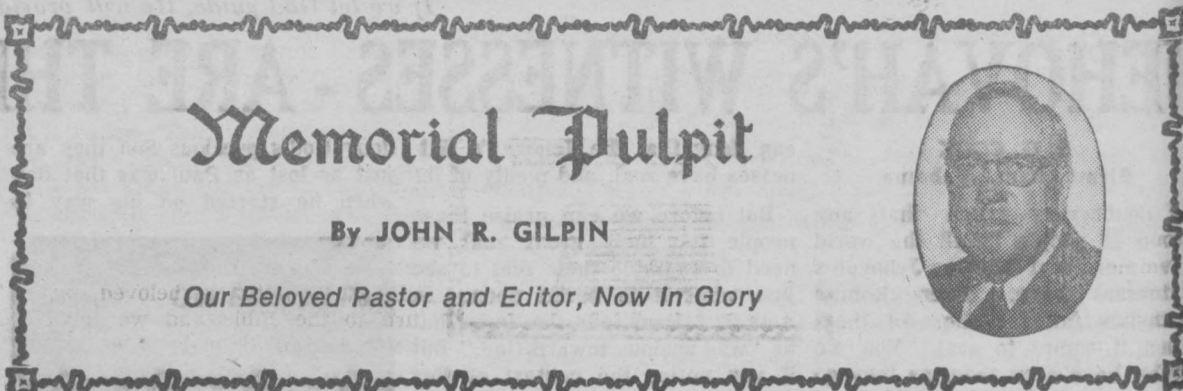 Memorial Pulpit
By JOHN R. GILPIN
Our Beloved Pastor and Editor, Now In Glory